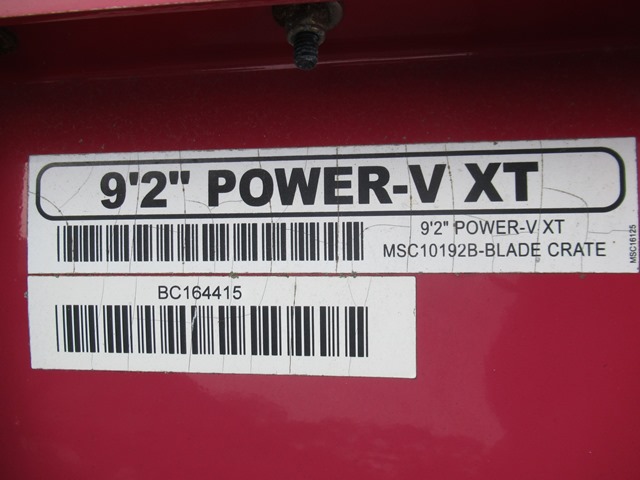 9'2" POWER-V XT
9'2" POWER-V XT
MSC10192B-BLADE CRATE
MSC16125
BC164415